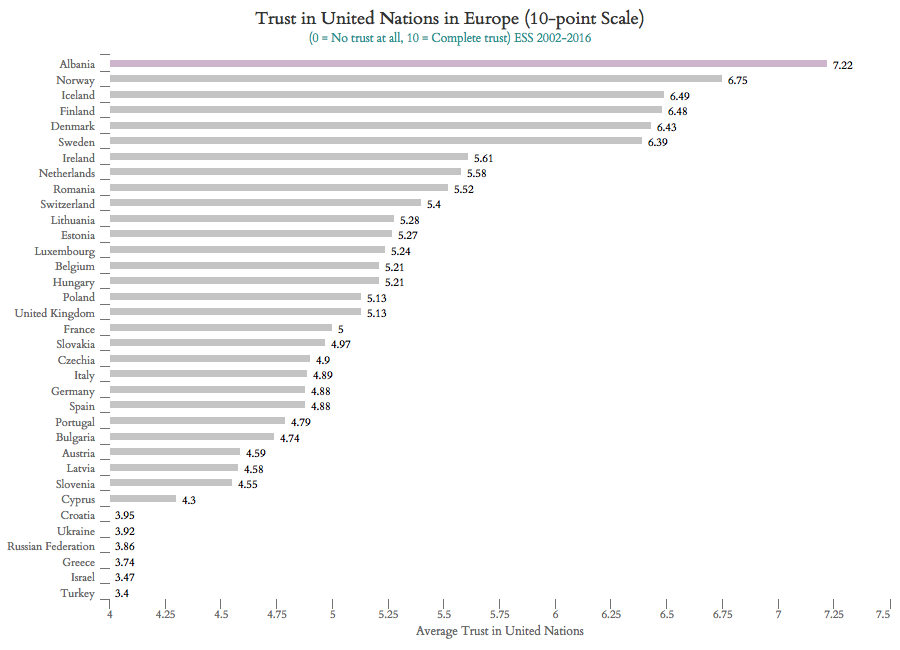 Trust in United Nations in Europe (10-point Scale)
(0 = No trust at all, 10 = Complete trust) ESS 2002-2016
Albania 7.22
Norway 6.75
Iceland 6.49
Finland 6.48
Denmark 6.43
Sweden 6.39
Ireland 5.61
Netherlands 5.58
Romania 5.52
Switzerland 5.4
Lithuania 5.28
Estonia 5.27
Luxembourg 5.24
Belgium 5.21
Hungary 5.21
Poland 5.13
United Kingdom 5.13
France 5
Slovakia 4.97
Czechia 4.9
Italy 4.89
Germany 4.88
Spain 4.88
Portugal 4.79
Bulgaria 4.74
Austria 4.59
Latvia 4.58
Slovenia 4.55
Cyprus 4.3
Croatia 3.95
Ukraine 3.92
Russian Federation 3.86
Greece 3.74
Israel 3.47
Turkey 3.4
4 4.25 4.5 4.75 5 5.25 5.5 5.75 6 6.25 6.5 6.75 7 7.25 7.5
Average Trust in United Nations